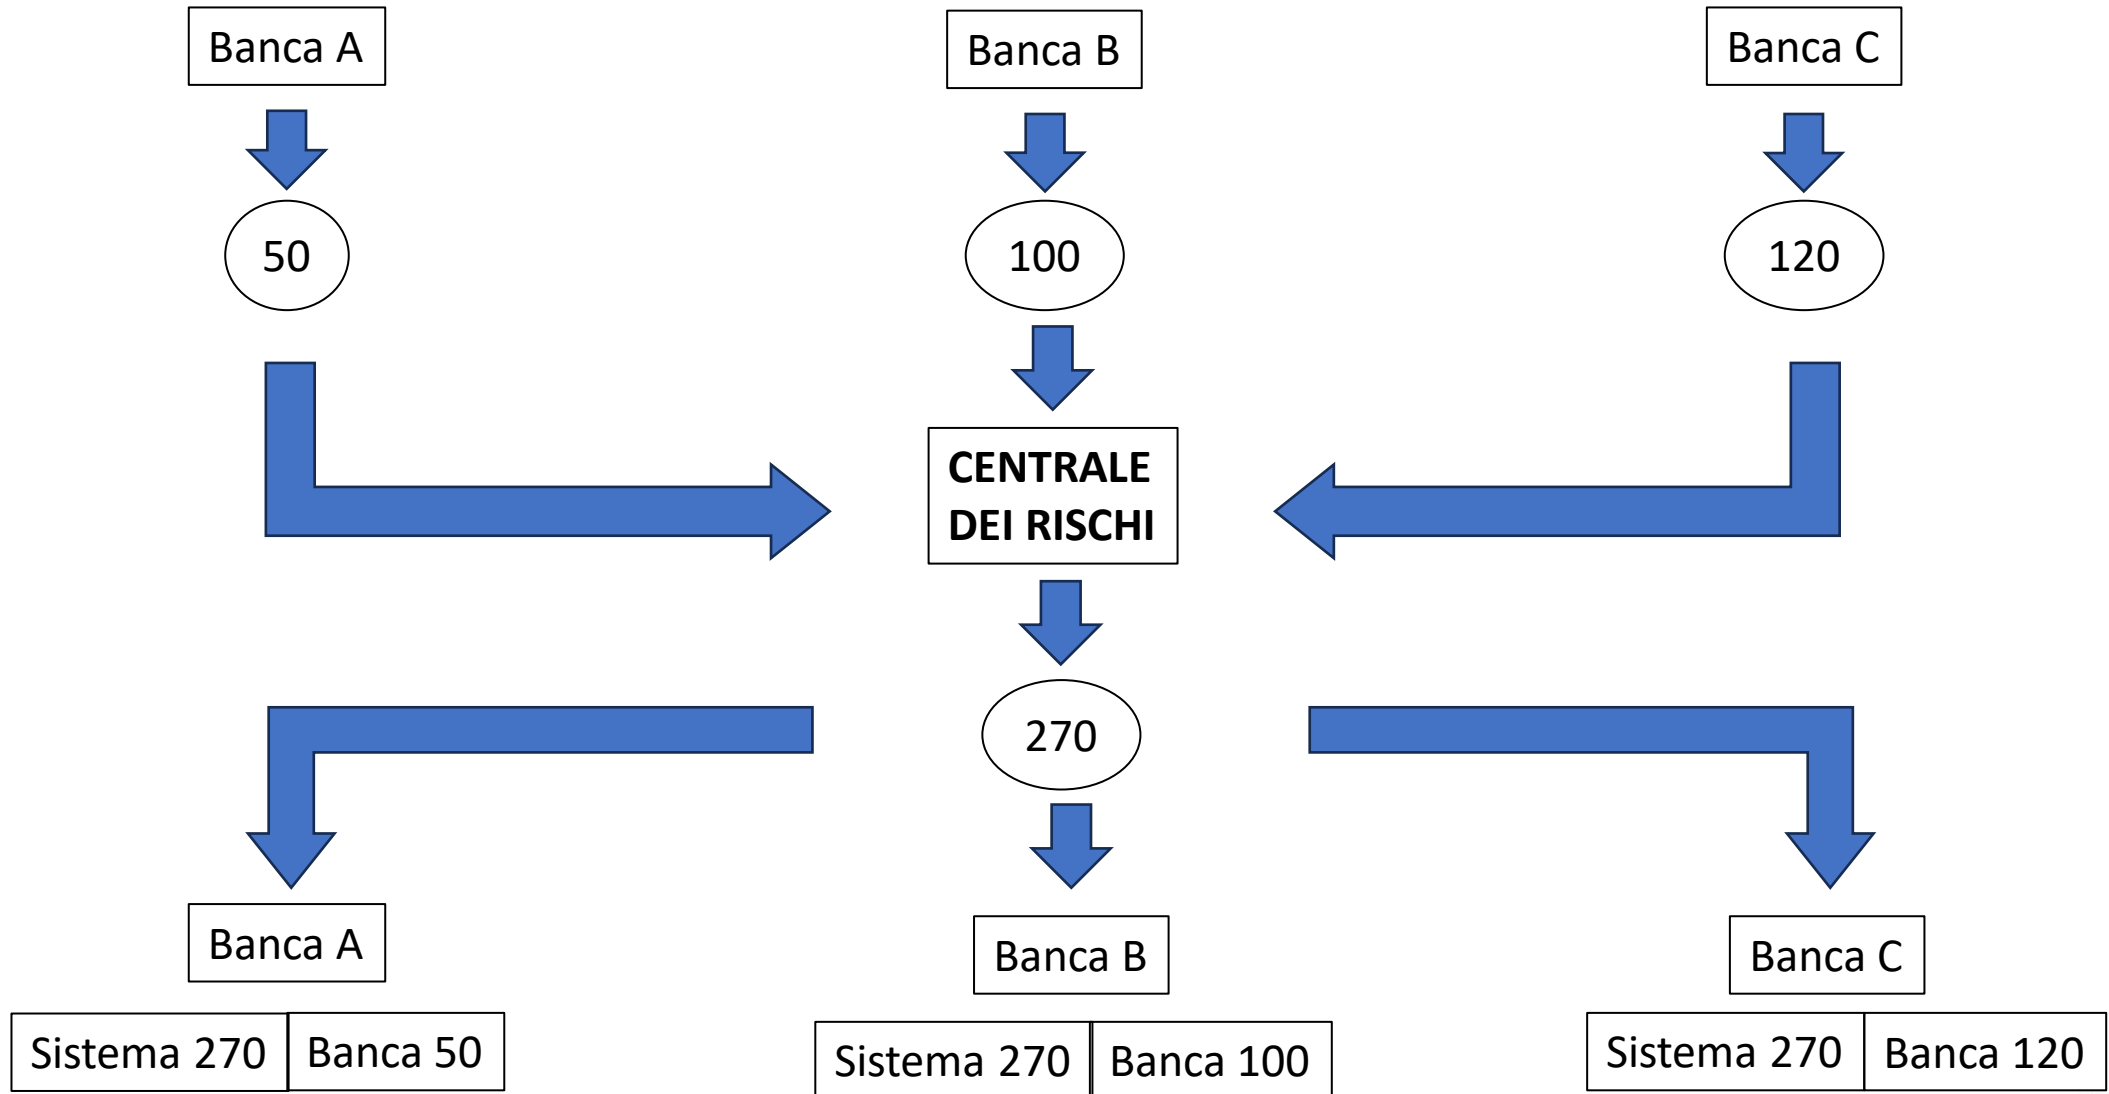 Banca A
Banca B
Banca C
50
100
120
CENTRALE
DEI RISCHI
270
Banca A
Banca B
Banca C
Sistema 270
Banca 50
Sistema 270
Banca 100
Sistema 270
Banca 120